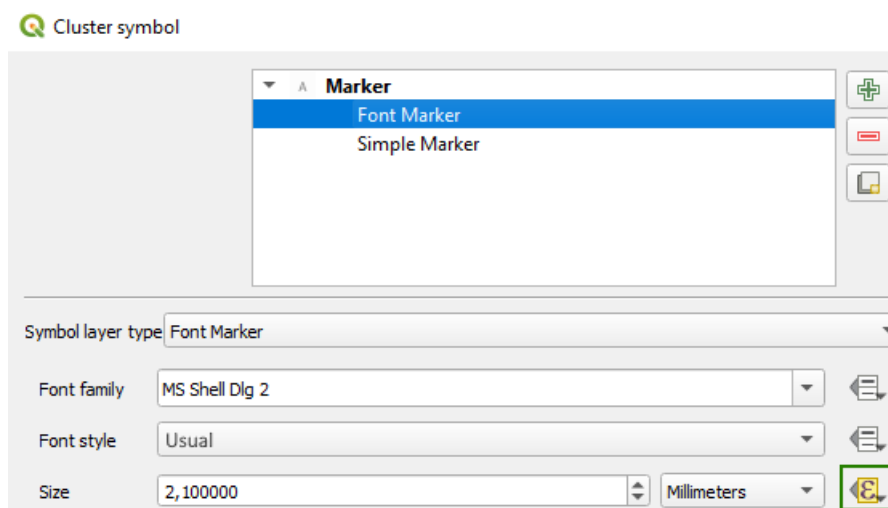 Cluster symbol
Marker
Font Marker
Simple Marker
Symbol layer type Font Marker
Font family MS Shell Dlg 2
Font style Usual
Size 2,100000 Millimeters